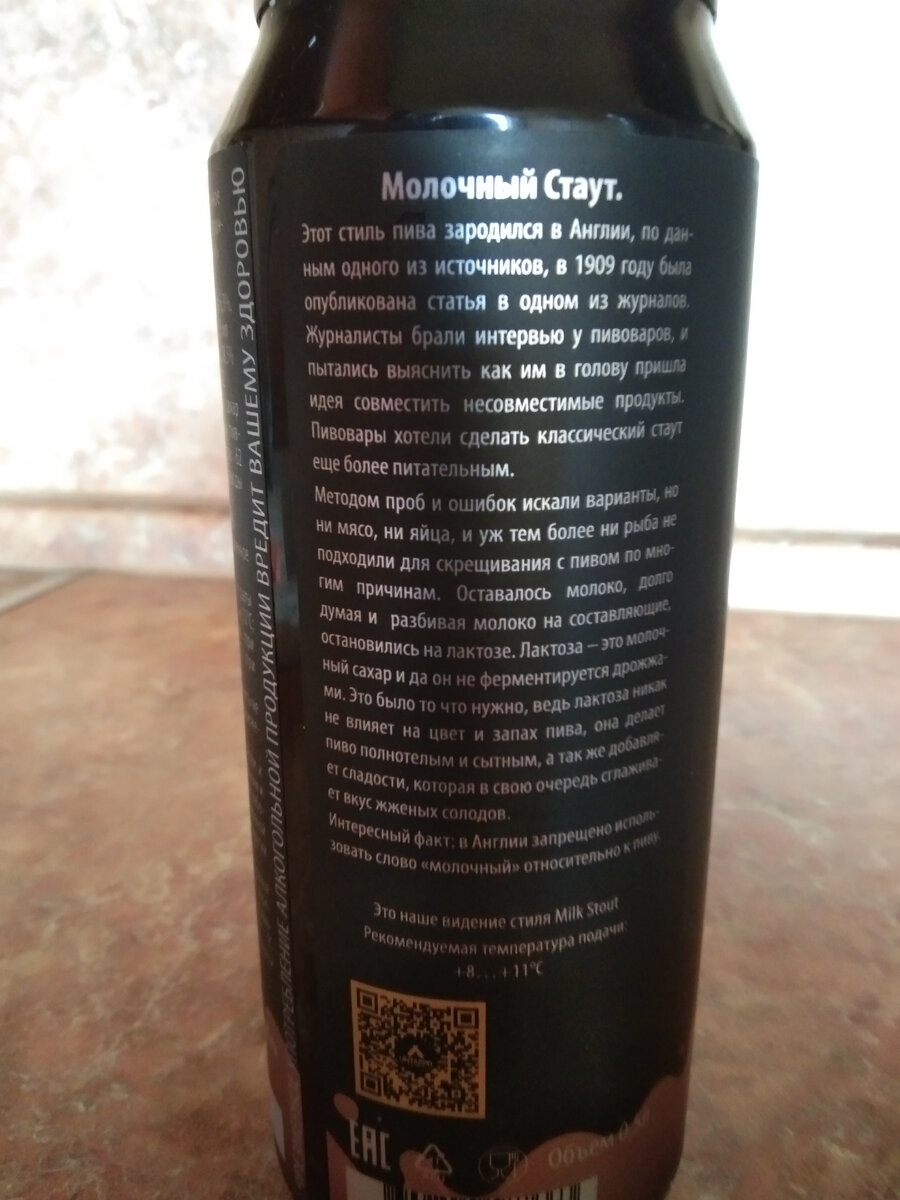 Молочный Стаут.
Этот стиль пива зародился в Англии, по дан-
ным одного из источников, в 1909 году была
опубликована статья в одном из журналов.
Журналисты брали интервью у пивоваров, и
пытались выяснить как им в голову пришла
идея совместить несовместимые продукты.
Пивовары хотели сделать классический стаут
еще более питательным.
Методом проб и ошибок искали варианты, но
ни мясо, ни яйца, и уж тем более ни рыба не
подходили для скрещивания с пивом по мно-
гим причинам. Оставалось молоко, долго
думая и разбивая молоко на составляющие,
остановились на лактозе. Лактоза – это молоч-
ный сахар и да он не ферментируется дрожжа-
ми. Это было то что нужно, ведь лактоза никак
не влияет на цвет и запах пива, она делает
пиво полнотелым и сытным, а так же добавля-
ет сладости, которая в свою очередь сглажива-
ет вкус жженых солодов.
Интересный факт: в Англии запрещено исполь-
зовать слово «молочный» относительно к пиву.
Это наше видение стиля Milk Stout
Рекомендуемая температура подачи:
+8...+11°C
EAC
Объем
АЛКОГОЛЬНОЙ ПРОДУКЦИИ ВРЕДИТ ВАШЕМУ ЗДОРОВЬЮ